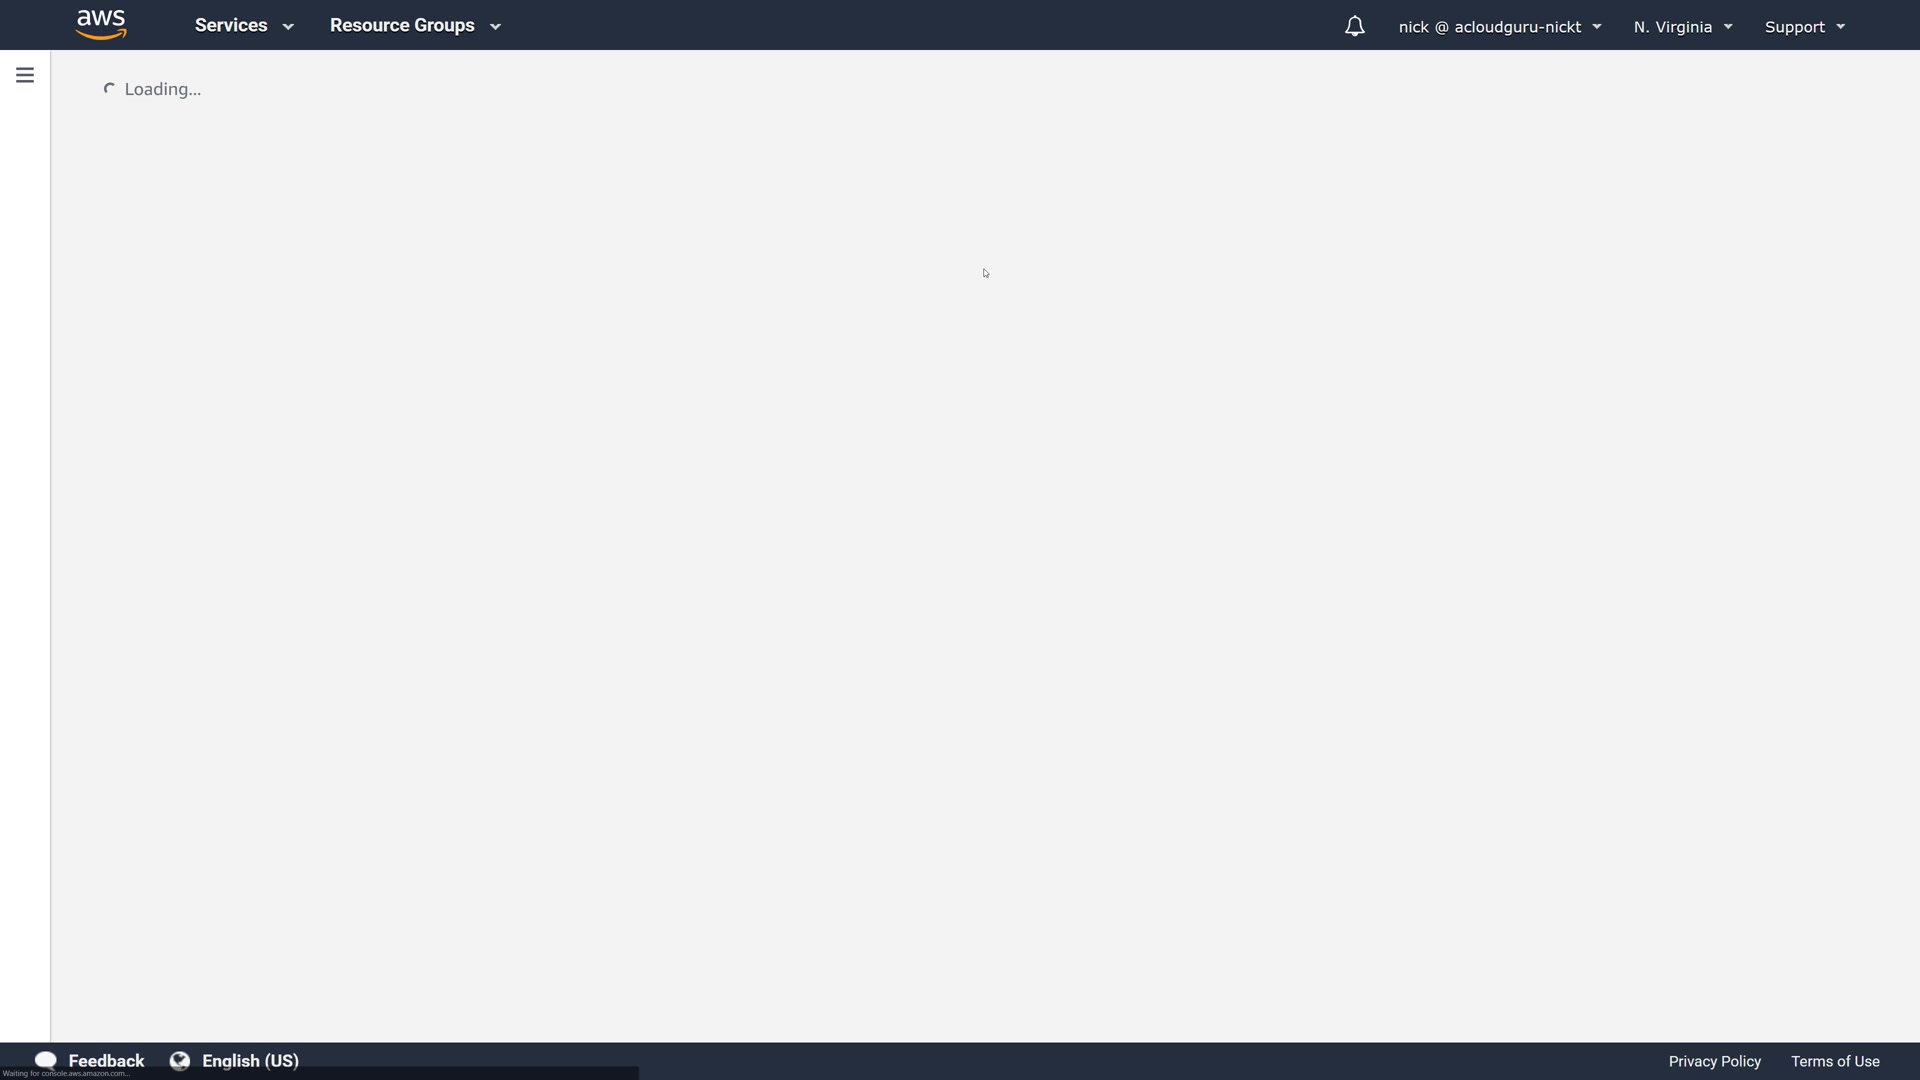 aws
Services
Resource Groups
nick @ acloudguru-nickt
N. Virginia
Support
Loading...
Feedback
English (US)
Privacy Policy
Terms of Use
Waiting for console.aws.amazon.com...